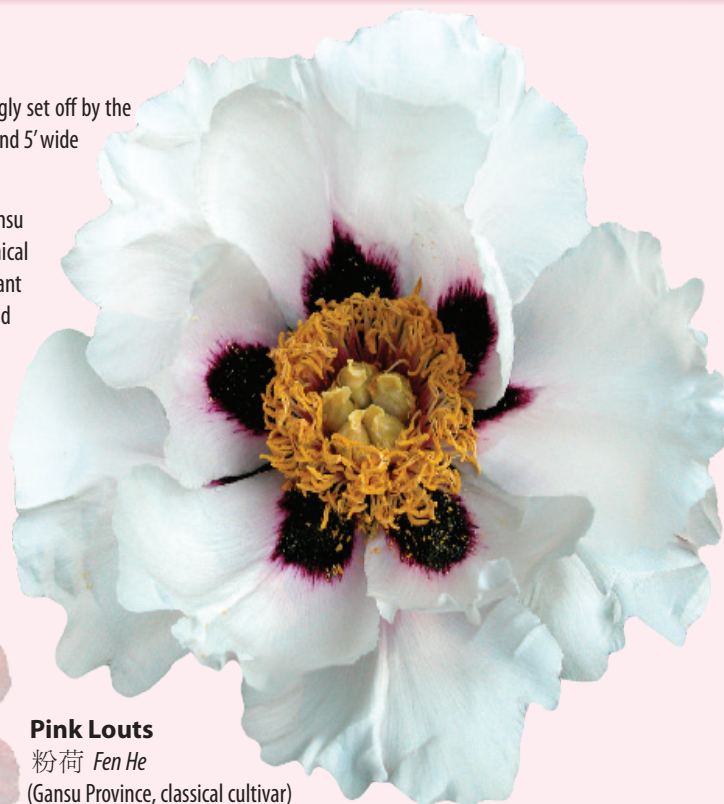 gly set off by the
nd 5’ wide
nsu
nical
ant
d
Pink Louts
粉荷 Fen He
(Gansu Province, classical cultivar)